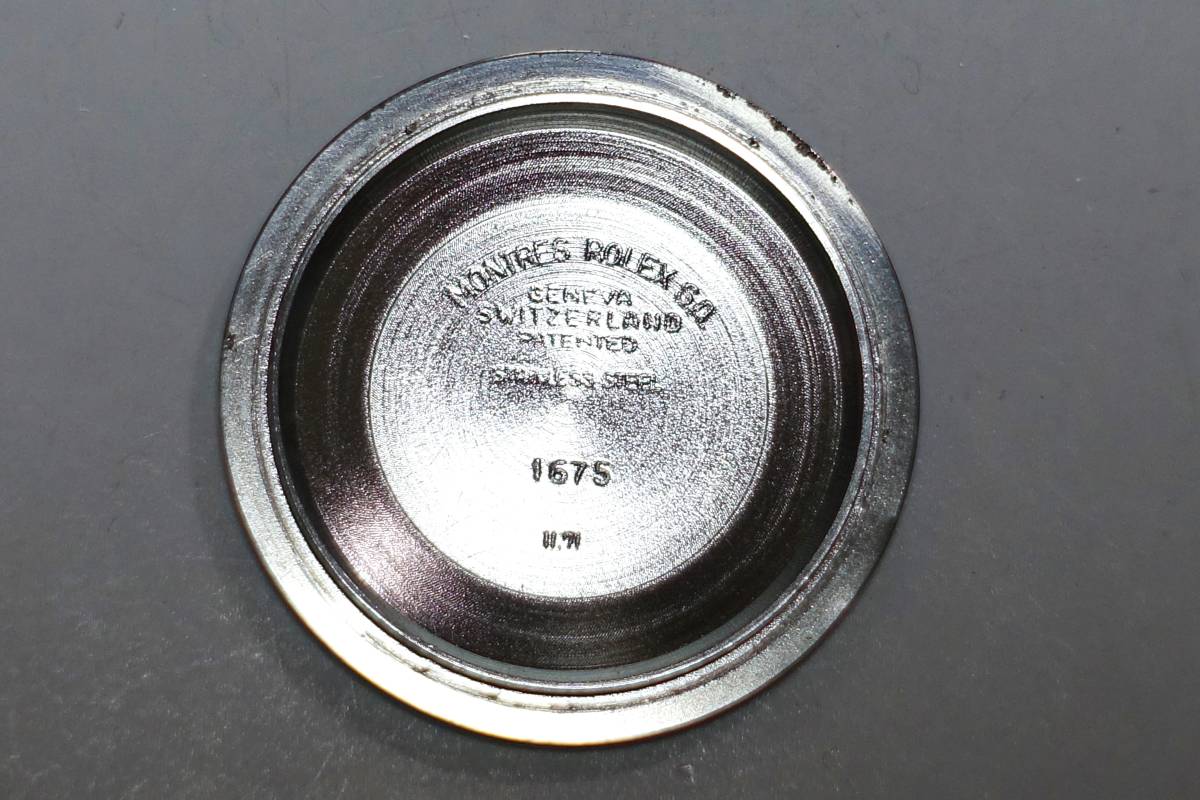 MONTRES ROLEX S.A.
GENEVA
SWITZERLAND
PATENTED
STAINLESS STEEL
1675
II.71